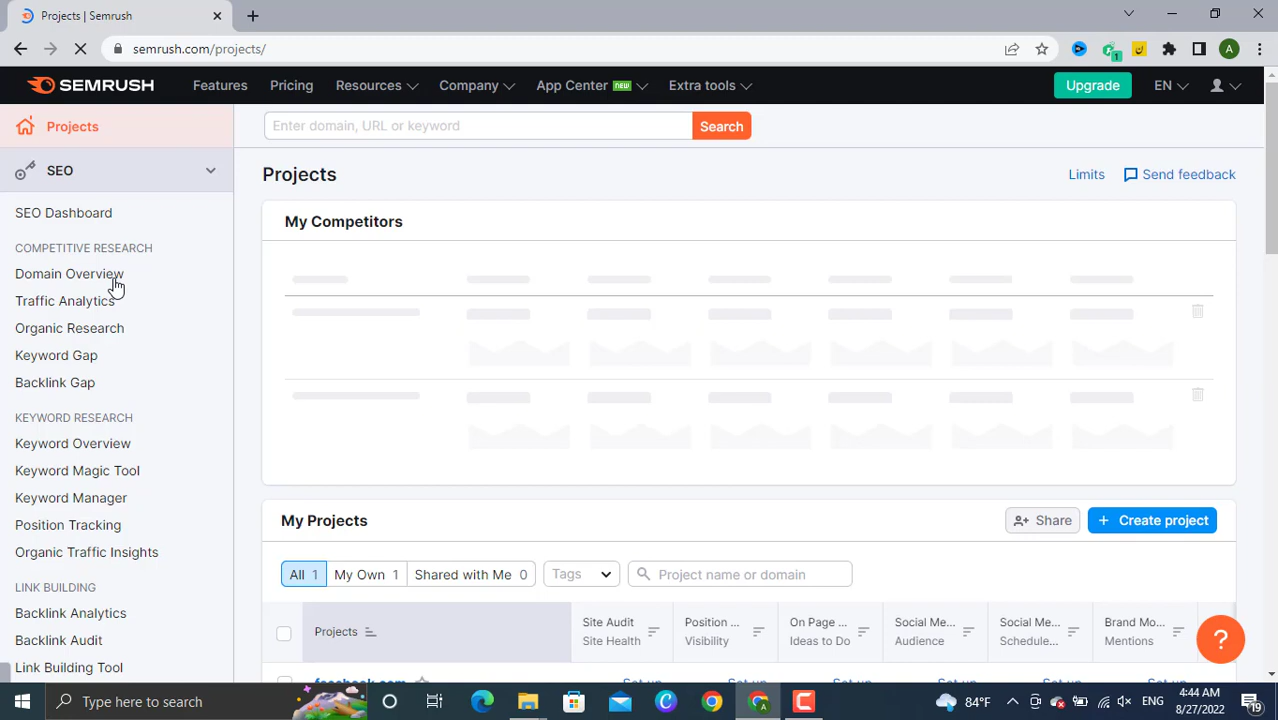 Projects | Semrush
semrush.com/projects/
1
A
SEMRUSH
Features
Pricing
Resources
Company
App Center NEW
Extra tools
Upgrade
EN
Projects
Enter domain, URL or keyword
Search
SEO
Projects
Limits
Send feedback
SEO Dashboard
My Competitors
COMPETITIVE RESEARCH
Domain Overview
Traffic Analytics
Organic Research
Keyword Gap
Backlink Gap
KEYWORD RESEARCH
Keyword Overview
Keyword Magic Tool
Keyword Manager
Position Tracking
Organic Traffic Insights
LINK BUILDING
Backlink Analytics
Backlink Audit
Link Building Tool
My Projects
Share
+ Create project
All 1
My Own 1
Shared with Me 0
Tags
Project name or domain
Projects
Site Audit
Site Health
Position ...
Visibility
On Page ...
Ideas to Do
Social Me...
Audience
Social Me...
Schedule...
Brand Mo...
Mentions
?
facebook.com
Set up
Set up
Set up
Set up
Set up
Set up
Type here to search
84°F
ENG
4:44 AM
8/27/2022
19